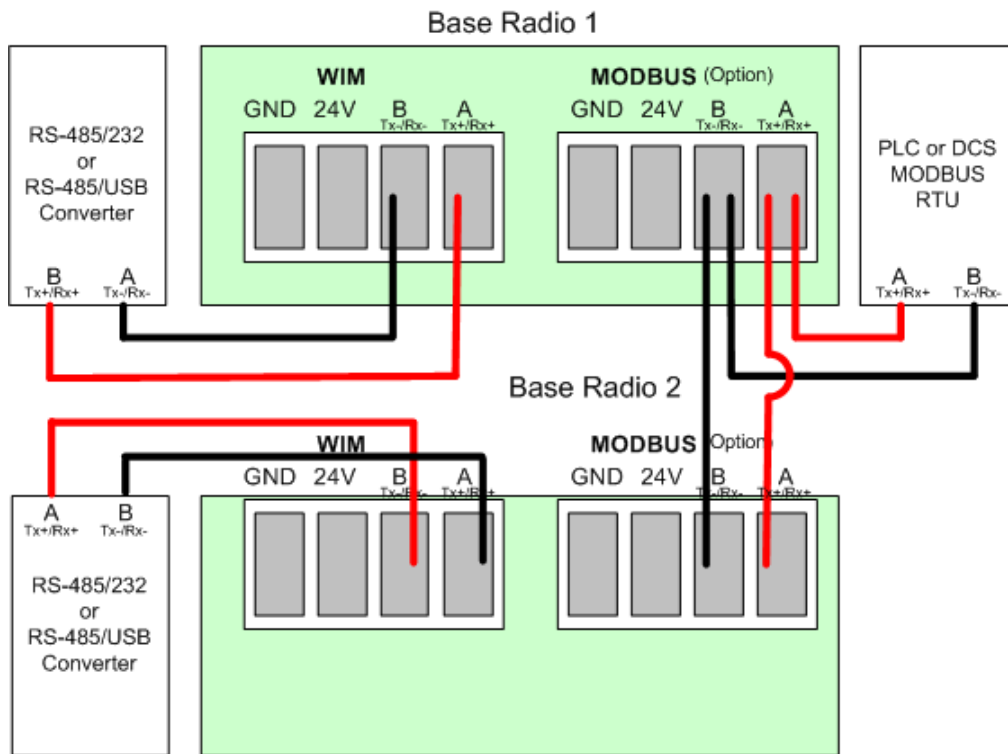 Base Radio 1
RS-485/232
or
RS-485/USB
Converter
B A
Tx+/Rx+ Tx-/Rx-
WIM
GND 24V B A
Tx-/Rx- Tx+/Rx+
MODBUS (Option)
GND 24V B A
Tx-/Rx- Tx+/Rx+
PLC or DCS
MODBUS
RTU
A B
Tx+/Rx+ Tx-/Rx-
Base Radio 2
A B
Tx+/Rx+ Tx-/Rx-
RS-485/232
or
RS-485/USB
Converter
WIM
GND 24V B A
Tx-/Rx- Tx+/Rx+
MODBUS (Option)
GND 24V B A
Tx-/Rx- Tx+/Rx+